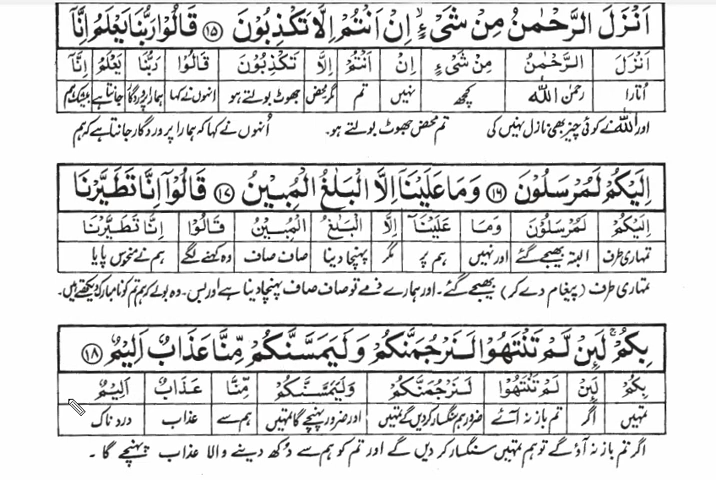 اَنْزَلَ الرَّحْمٰنُ مِنْ شَیْءٍ ۙ اِنْ اَنْتُمْ اِلَّا تَكْذِبُوْنَ ﴿۱۵﴾ قَالُوْا رَبُّنَا يَعْلَمُ اِنَّاۤ
اَنْزَلَ الرَّحْمٰنُ مِنْ شَیْءٍ اِنْ اَنْتُمْ اِلَّا تَكْذِبُوْنَ قَالُوْا رَبُّنَا يَعْلَمُ اِنَّاۤ
اُتارا رحمٰن اللہ کچھ نہیں تم مگر محض جھوٹ بولتے ہو انہوں نے کہا ہمارا پروردگار جانتا ہے بیشک ہم
اور اللہ نے کوئی چیز بھی نازل نہیں کی تم محض جھوٹ بولتے ہو۔ اُنہوں نے کہا کہ ہمارا پروردگار جانتا ہے کہ ہم
اِلَيْكُمْ لَمُرْسَلُوْنَ ﴿۱۶﴾ وَمَا عَلَيْنَاۤ اِلَّا الْبَلٰغُ الْمُبِيْنُ ﴿۱۷﴾ قَالُوْۤا اِنَّا تَطَيَّرْنَا
اِلَيْكُمْ لَمُرْسَلُوْنَ وَمَا عَلَيْنَاۤ اِلَّا الْبَلٰغُ الْمُبِيْنُ قَالُوْا اِنَّا تَطَيَّرْنَا
تمہاری طرف البتہ بھیجے گئے اور نہیں ہم پر مگر پہنچا دینا صاف صاف وہ کہنے لگے ہم نے منحوس پایا
تمہاری طرف (پیغام دے کر) بھیجے گئے۔ اور ہمارے ذمے تو صاف صاف پہنچا دینا ہے اور بس۔ وہ بولے کہ ہم تم کو نامبارک دیکھتے ہیں۔
بِكُمْ ۚ لَئِنْ لَّمْ تَنْتَهُوْا لَنَرْجُمَنَّكُمْ وَلَيَمَسَّنَّكُمْ مِّنَّا عَذَابٌ اَلِيْمٌ ﴿۱۸﴾
بِكُمْ لَئِنْ لَّمْ تَنْتَهُوْا لَنَرْجُمَنَّكُمْ وَلَيَمَسَّنَّكُمْ مِّنَّا عَذَابٌ اَلِيْمٌ
تمہیں اگر تم باز نہ آئے ضرور ہم سنگسار کر دیں گے تمہیں اور ضرور پہنچے گا تمہیں ہم سے عذاب دردناک
اگر تم باز نہ آؤ گے تو ہم تمہیں سنگسار کر دیں گے اور تم کو ہم سے دُکھ دینے والا عذاب پہنچے گا۔